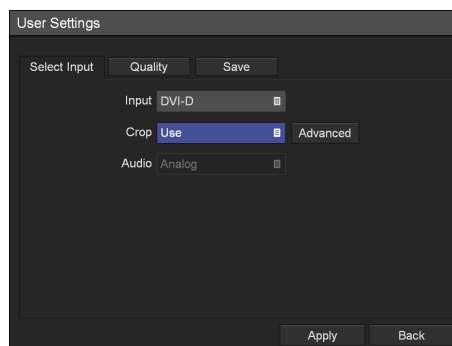 User Settings
Select Input Quality Save
Input DVI-D
Crop Use Advanced
Audio Analog
Apply Back